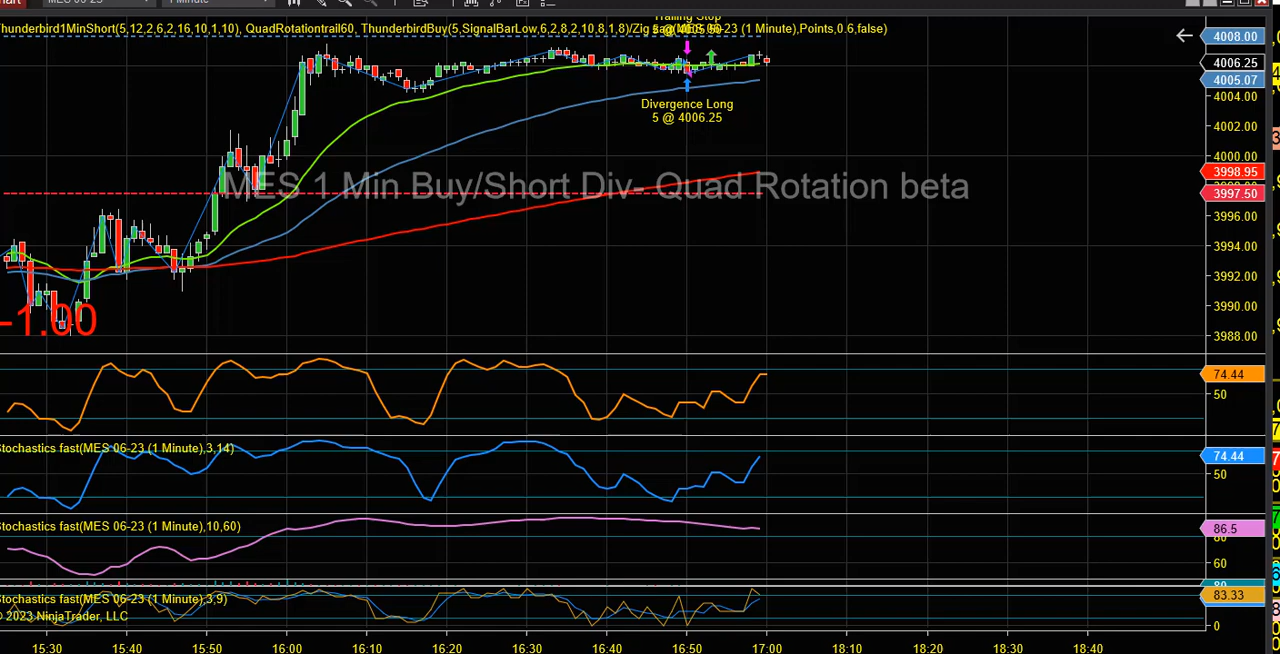 MES 06-23
1 Minute
hunderbird1MinShort(5,12,2,6,2,16,10,1,10), QuadRotationtrail60, ThunderbirdBuy(5,SignalBarLow,6,2,8,2,10,8,1,8)/Zig
(1 Minute),Points,0.6,false)
Trailing Stop
4008.00
4006.25
4005.07
4004.00
4002.00
4000.00
3998.95
3997.50
3996.00
3994.00
3992.00
3990.00
3988.00
Divergence Long
5 @ 4006.25
MES 1 Min Buy/Short Div- Quad Rotation beta
-1.00
74.44
50
Stochastics fast(MES 06-23 (1 Minute),3,14)
74.44
50
Stochastics fast(MES 06-23 (1 Minute),10,60)
86.5
80
60
Stochastics fast(MES 06-23 (1 Minute),3,9)
83.33
0
© 2023 NinjaTrader, LLC
15:30 15:40 15:50 16:00 16:10 16:20 16:30 16:40 16:50 17:00 18:10 18:20 18:30 18:40